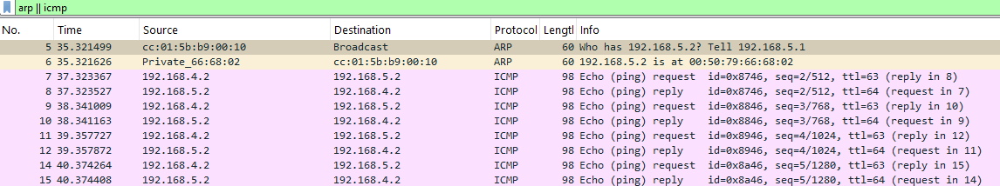 arp || icmp
No. Time Source Destination Protocol Lengtl Info
5 35.321499 cc:01:5b:b9:00:10 Broadcast ARP 60 Who has 192.168.5.2? Tell 192.168.5.1
6 35.321626 Private_66:68:02 cc:01:5b:b9:00:10 ARP 60 192.168.5.2 is at 00:50:79:66:68:02
7 37.323367 192.168.4.2 192.168.5.2 ICMP 98 Echo (ping) request id=0x8746, seq=2/512, ttl=63 (reply in 8)
8 37.323527 192.168.5.2 192.168.4.2 ICMP 98 Echo (ping) reply id=0x8746, seq=2/512, ttl=64 (request in 7)
9 38.341009 192.168.4.2 192.168.5.2 ICMP 98 Echo (ping) request id=0x8846, seq=3/768, ttl=63 (reply in 10)
10 38.341163 192.168.5.2 192.168.4.2 ICMP 98 Echo (ping) reply id=0x8846, seq=3/768, ttl=64 (request in 9)
11 39.357727 192.168.4.2 192.168.5.2 ICMP 98 Echo (ping) request id=0x8946, seq=4/1024, ttl=63 (reply in 12)
12 39.357872 192.168.5.2 192.168.4.2 ICMP 98 Echo (ping) reply id=0x8946, seq=4/1024, ttl=64 (request in 11)
14 40.374264 192.168.4.2 192.168.5.2 ICMP 98 Echo (ping) request id=0x8a46, seq=5/1280, ttl=63 (reply in 15)
15 40.374408 192.168.5.2 192.168.4.2 ICMP 98 Echo (ping) reply id=0x8a46, seq=5/1280, ttl=64 (request in 14)